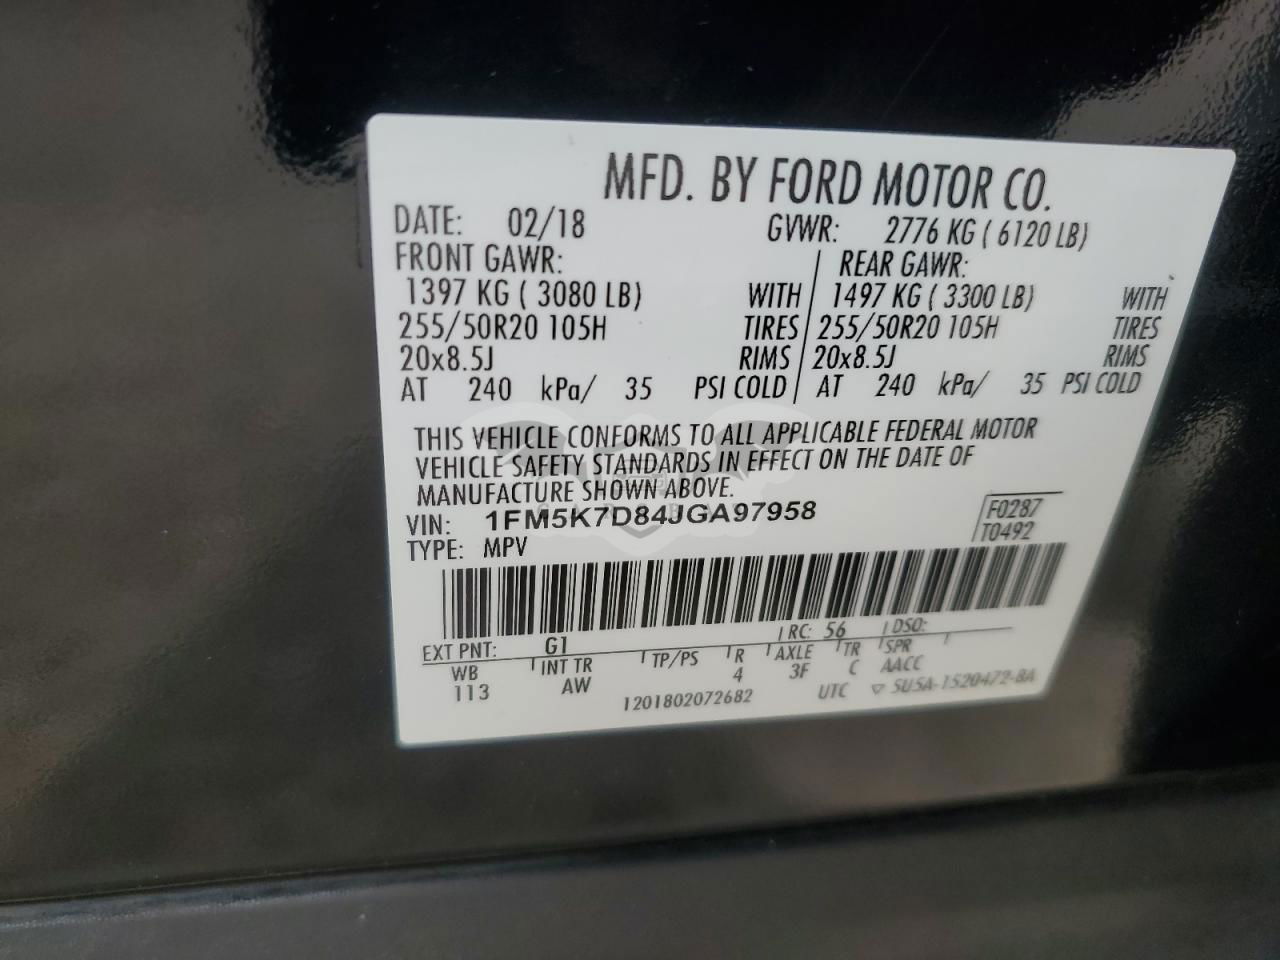 MFD. BY FORD MOTOR CO.
DATE: 02/18 GVWR: 2776 KG ( 6120 LB)
FRONT GAWR: REAR GAWR:
1397 KG ( 3080 LB) WITH 1497 KG ( 3300 LB) WITH
255/50R20 105H TIRES 255/50R20 105H TIRES
20x8.5J RIMS 20x8.5J RIMS
AT 240 kPa/ 35 PSI COLD AT 240 kPa/ 35 PSI COLD
THIS VEHICLE CONFORMS TO ALL APPLICABLE FEDERAL MOTOR
VEHICLE SAFETY STANDARDS IN EFFECT ON THE DATE OF
MANUFACTURE SHOWN ABOVE.
VIN: 1FM5K7D84JGA97958 F0287
TYPE: MPV T0492
EXT PNT: G1 RC: 56 DSO:
WB INT TR TP/PS R AXLE TR SPR
113 AW 4 3F C AACC
1201802072682 UTC ▽ 5U5A-1520472-BA